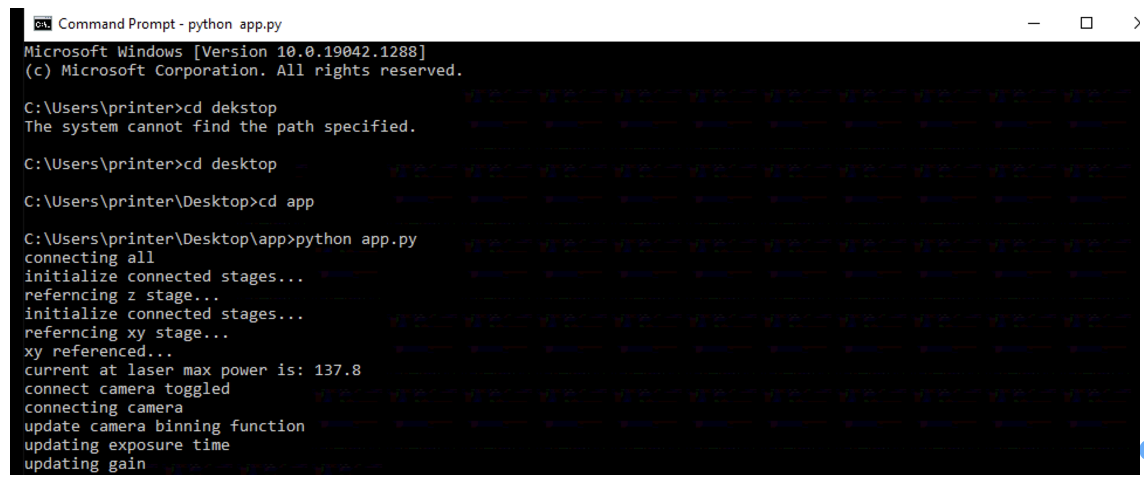 Command Prompt - python app.py
Microsoft Windows [Version 10.0.19042.1288]
(c) Microsoft Corporation. All rights reserved.
C:\Users\printer>cd dekstop
The system cannot find the path specified.
C:\Users\printer>cd desktop
C:\Users\printer\Desktop>cd app
C:\Users\printer\Desktop\app>python app.py
connecting all
initialize connected stages...
referncing z stage...
initialize connected stages...
referncing xy stage...
xy referenced...
current at laser max power is: 137.8
connect camera toggled
connecting camera
update camera binning function
updating exposure time
updating gain